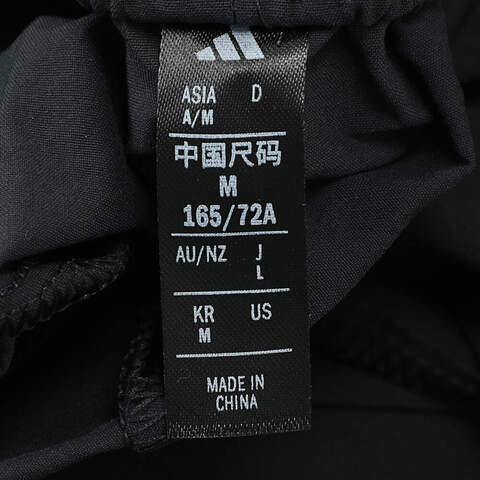 ASIA D
A/M
中国尺码
M
165/72A
AU/NZ J
L
KR US
M
MADE IN
CHINA